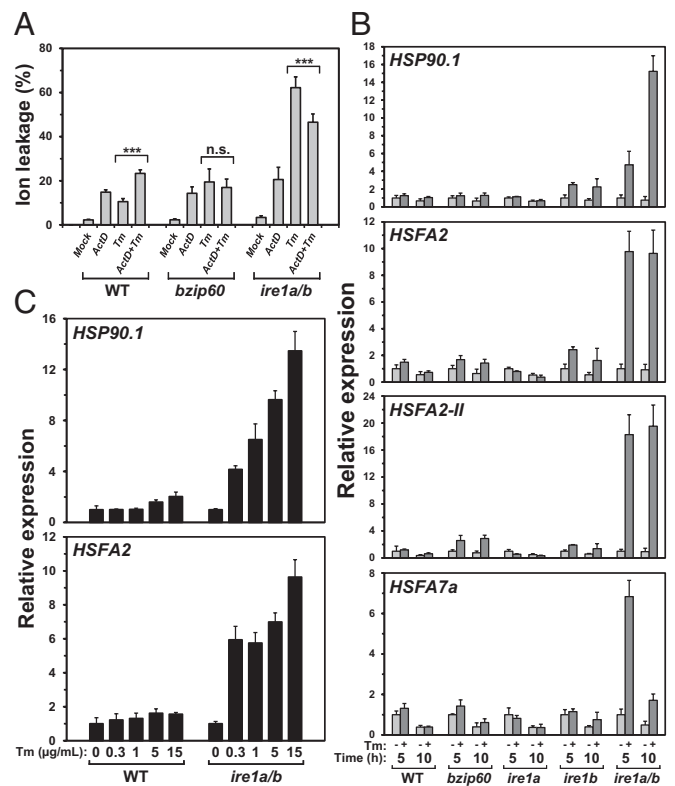 A
Ion leakage (%)
80
60
40
20
0
***
n.s.
***
Mock
ActD
Tm
ActD+Tm
Mock
ActD
Tm
ActD+Tm
Mock
ActD
Tm
ActD+Tm
WT
bzip60
ire1a/b
C
Relative expression
HSP90.1
16
12
8
4
0
HSFA2
12
10
8
6
4
2
0
Tm (µg/mL): 0 0.3 1 5 15 0 0.3 1 5 15
WT
ire1a/b
B
Relative expression
HSP90.1
18
16
14
12
10
8
6
4
2
0
HSFA2
12
10
8
6
4
2
0
HSFA2-II
24
20
16
12
8
4
0
HSFA7a
8
6
4
2
0
Tm: - + - + - + - + - + - + - + - + - + - +
Time (h): 5 10 5 10 5 10 5 10 5 10
WT bzip60 ire1a ire1b ire1a/b